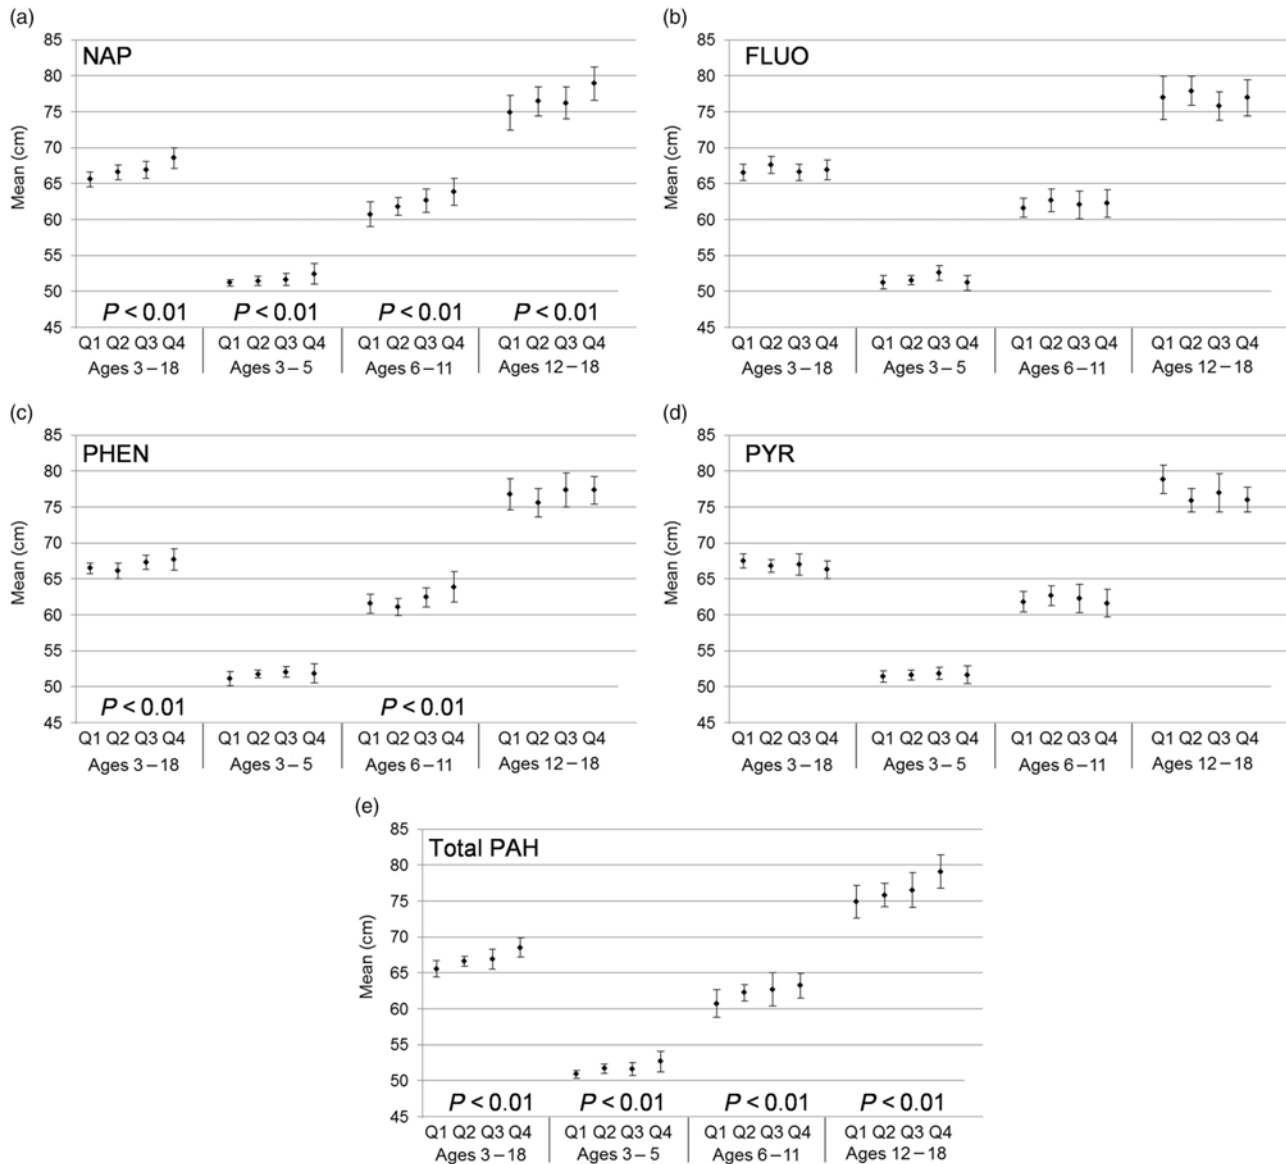 (a)
NAP
85
80
75
70
65
60
55
50
45
Mean (cm)
P < 0.01 P < 0.01 P < 0.01 P < 0.01
Q1 Q2 Q3 Q4 Q1 Q2 Q3 Q4 Q1 Q2 Q3 Q4 Q1 Q2 Q3 Q4
Ages 3–18 Ages 3–5 Ages 6–11 Ages 12–18
(b)
FLUO
85
80
75
70
65
60
55
50
45
Mean (cm)
Q1 Q2 Q3 Q4 Q1 Q2 Q3 Q4 Q1 Q2 Q3 Q4 Q1 Q2 Q3 Q4
Ages 3–18 Ages 3–5 Ages 6–11 Ages 12–18
(c)
PHEN
85
80
75
70
65
60
55
50
45
Mean (cm)
P < 0.01 P < 0.01
Q1 Q2 Q3 Q4 Q1 Q2 Q3 Q4 Q1 Q2 Q3 Q4 Q1 Q2 Q3 Q4
Ages 3–18 Ages 3–5 Ages 6–11 Ages 12–18
(d)
PYR
85
80
75
70
65
60
55
50
45
Mean (cm)
Q1 Q2 Q3 Q4 Q1 Q2 Q3 Q4 Q1 Q2 Q3 Q4 Q1 Q2 Q3 Q4
Ages 3–18 Ages 3–5 Ages 6–11 Ages 12–18
(e)
Total PAH
85
80
75
70
65
60
55
50
45
Mean (cm)
P < 0.01 P < 0.01 P < 0.01 P < 0.01
Q1 Q2 Q3 Q4 Q1 Q2 Q3 Q4 Q1 Q2 Q3 Q4 Q1 Q2 Q3 Q4
Ages 3–18 Ages 3–5 Ages 6–11 Ages 12–18